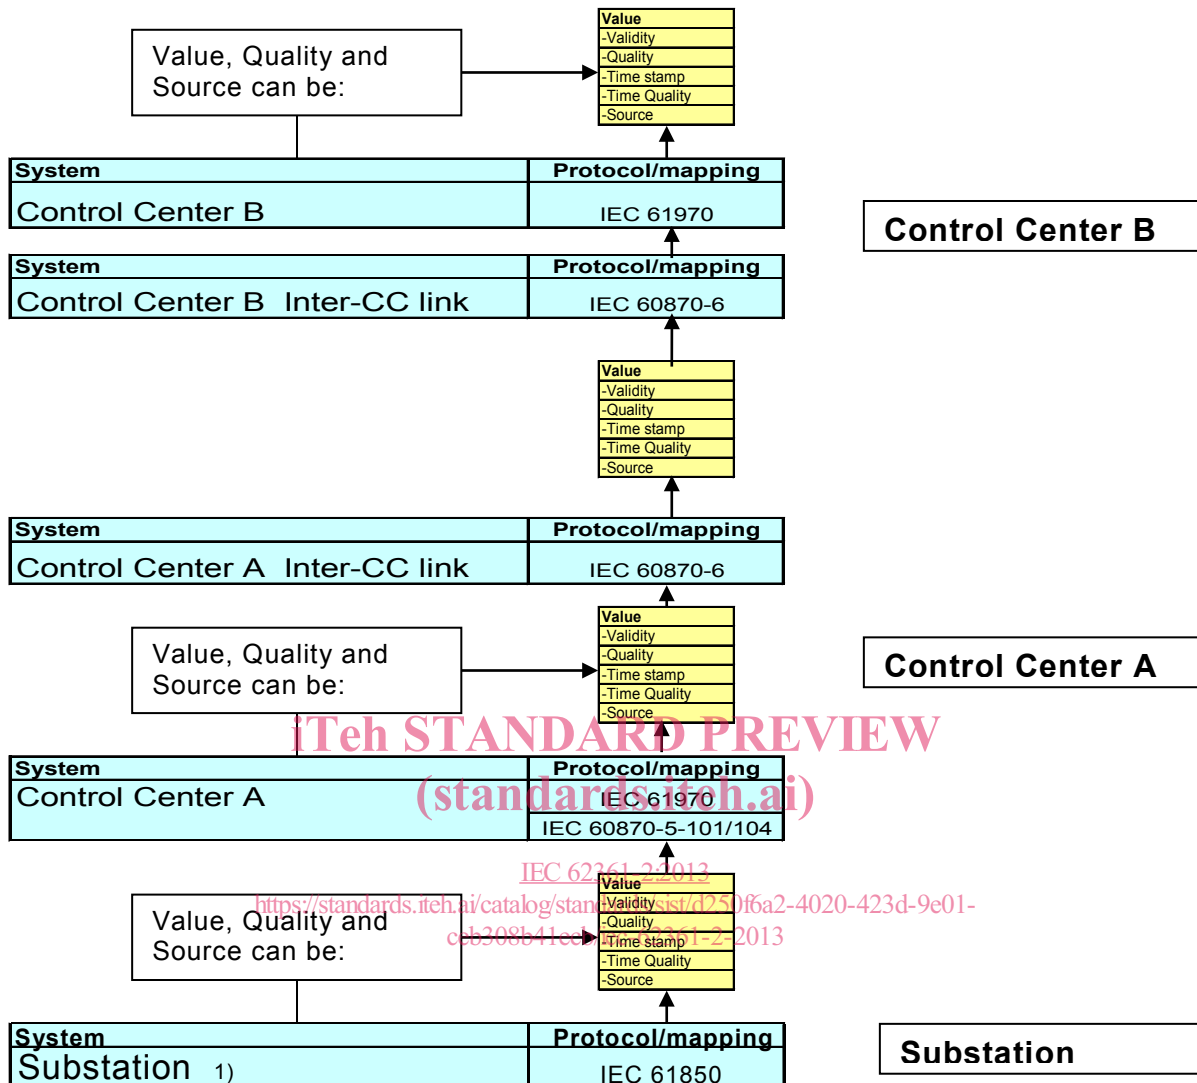 Value
-Validity
-Quality
-Time stamp
-Time Quality
-Source
Value, Quality and
Source can be:
System Protocol/mapping
Control Center B IEC 61970
Control Center B
System Protocol/mapping
Control Center B Inter-CC link IEC 60870-6
Value
-Validity
-Quality
-Time stamp
-Time Quality
-Source
System Protocol/mapping
Control Center A Inter-CC link IEC 60870-6
Value
-Validity
-Quality
-Time stamp
-Time Quality
-Source
Value, Quality and
Source can be:
Control Center A
iTeh STANDARD PREVIEW
System Protocol/mapping
Control Center A IEC 61970
(standards.iteh.ai)
IEC 60870-5-101/104
IEC 62361-2:2013
Value
-Validity
-Quality
-Time stamp
-Time Quality
-Source
Value, Quality and
Source can be:
System Protocol/mapping
Substation 1) IEC 61850
Substation